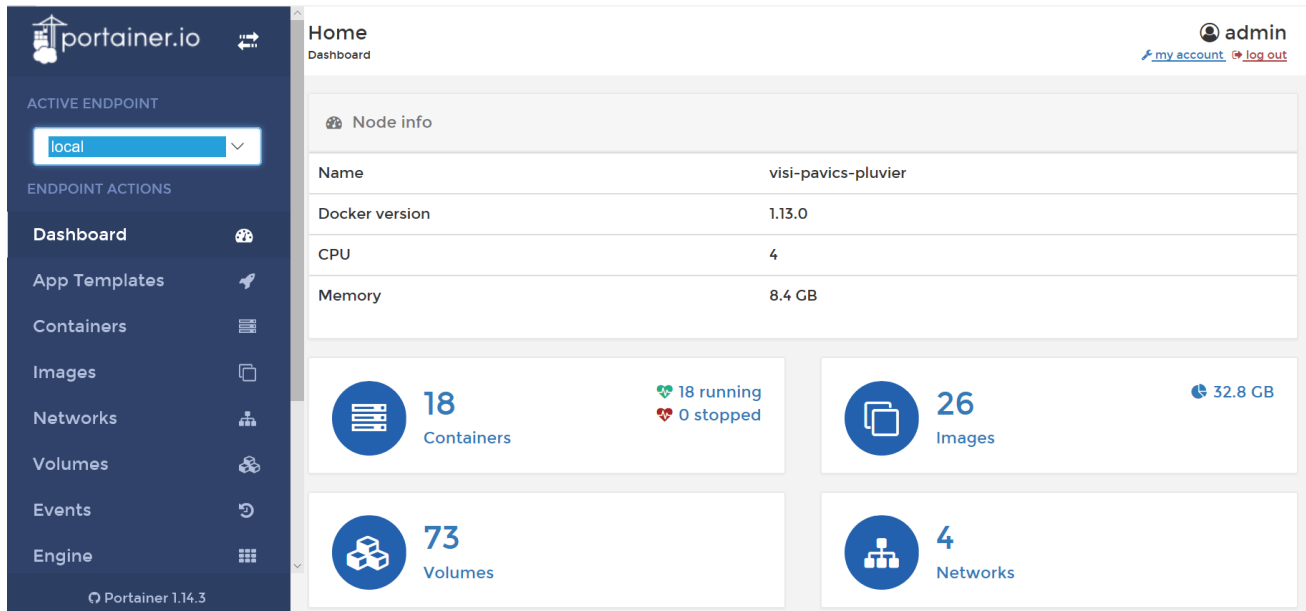 portainer.io
ACTIVE ENDPOINT
local
ENDPOINT ACTIONS
Dashboard
App Templates
Containers
Images
Networks
Volumes
Events
Engine
Portainer 1.14.3
Home
Dashboard
admin
my account log out
Node info
Name visi-pavics-pluvier
Docker version 1.13.0
CPU 4
Memory 8.4 GB
18
Containers
18 running
0 stopped
26
Images
32.8 GB
73
Volumes
4
Networks